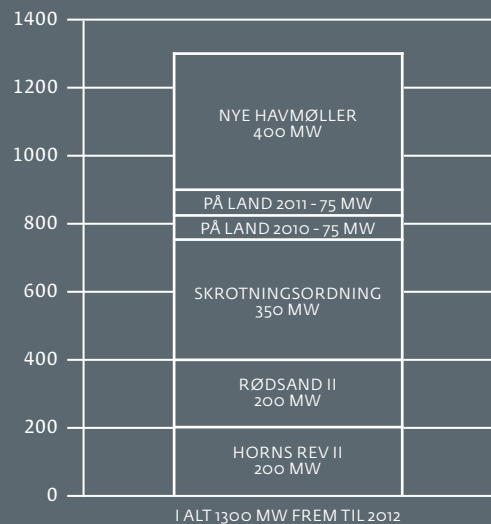 1400
1200
1000
800
600
400
200
0
NYE HAVMØLLER
400 MW
PÅ LAND 2011 - 75 MW
PÅ LAND 2010 - 75 MW
SKROTNINGSORDNING
350 MW
RØDSAND II
200 MW
HORNS REV II
200 MW
I ALT 1300 MW FREM TIL 2012